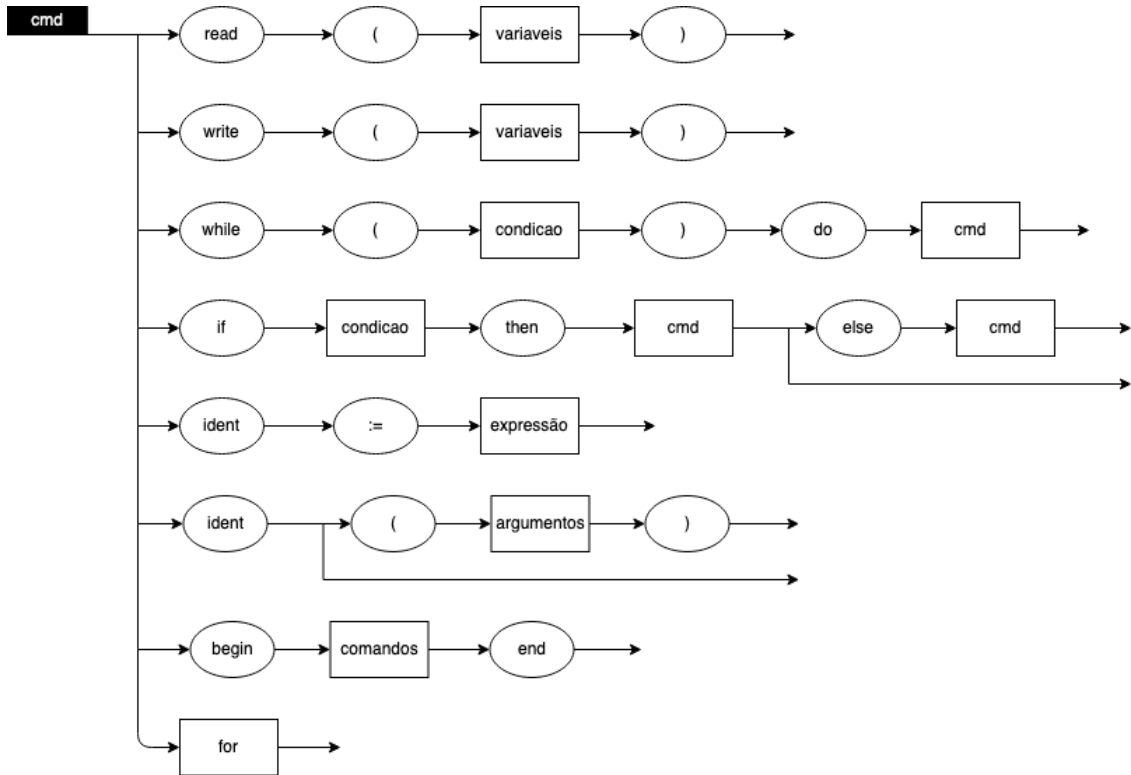 cmd
read ( variaveis )
write ( variaveis )
while ( condicao ) do cmd
if condicao then cmd else cmd
ident := expressão
ident ( argumentos )
begin comandos end
for